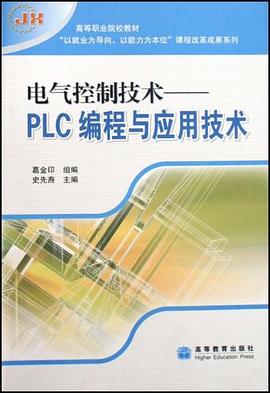 JX
高等职业院校教材
“以就业为导向、以能力为本位”课程改革成果系列
电气控制技术——
PLC 编程与应用技术
葛金印 组编
史先焘 主编
高等教育出版社
Higher Education Press